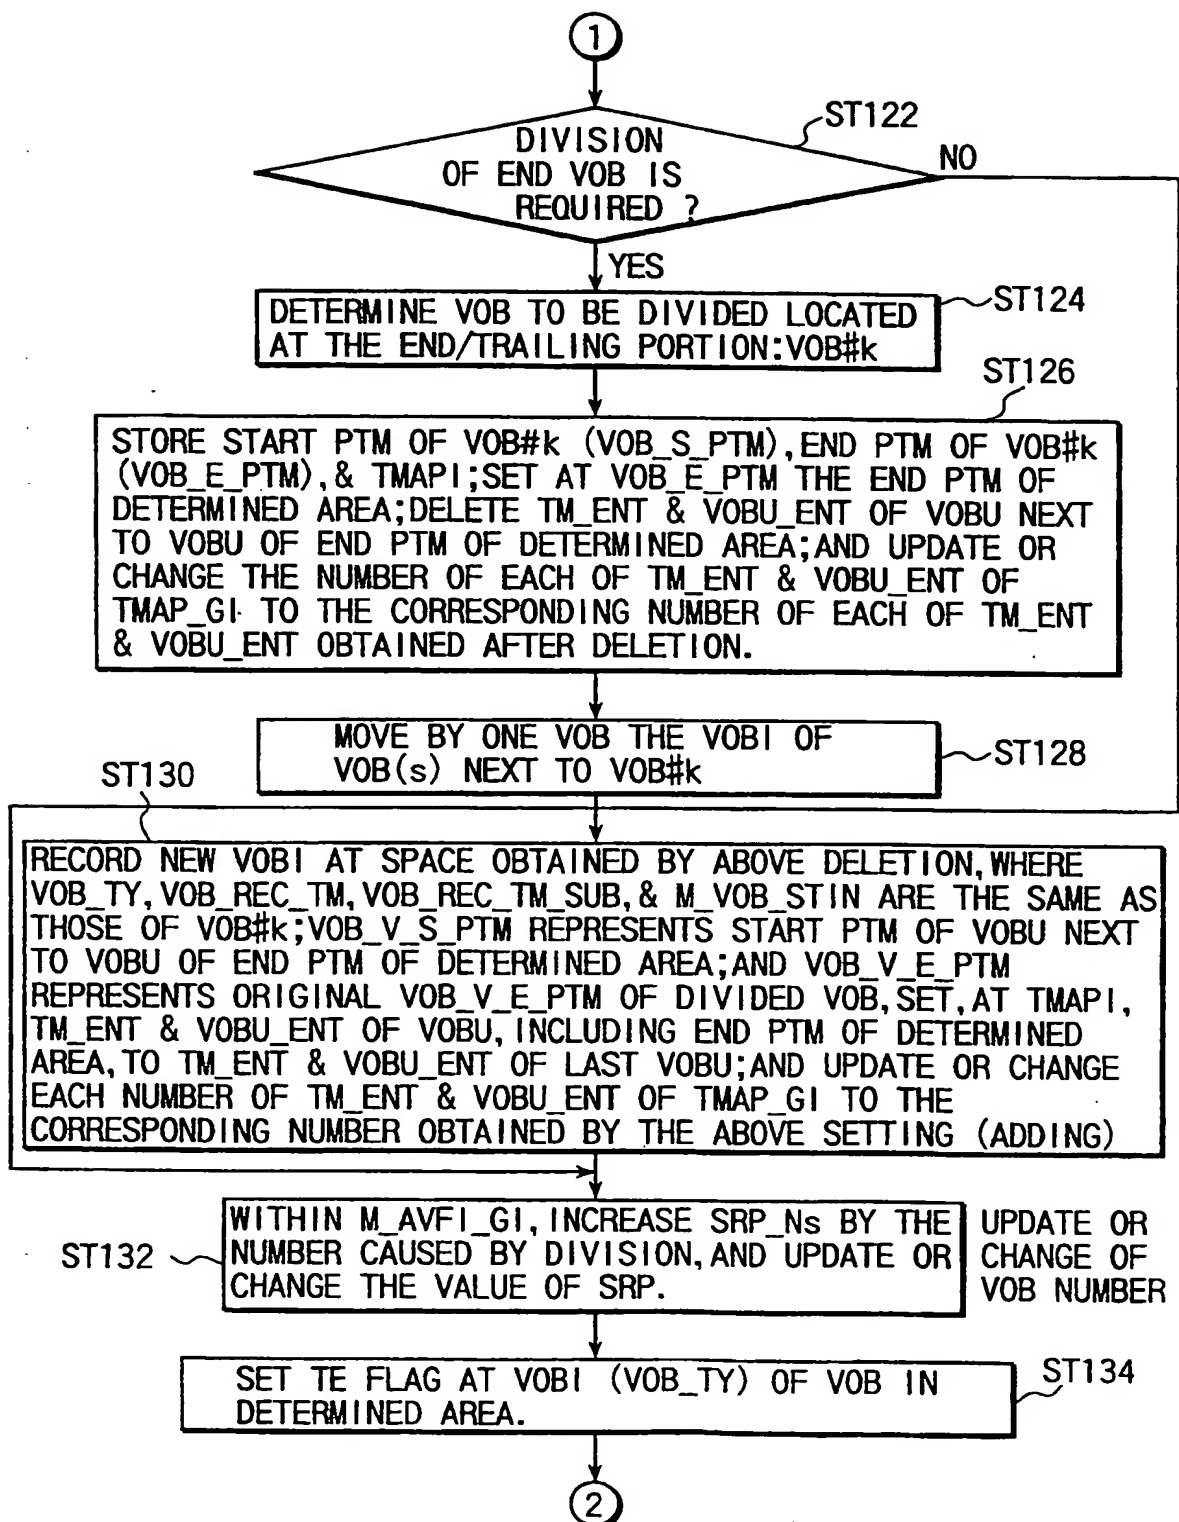 1
ST122
DIVISION
OF END VOB IS
REQUIRED ?
NO
YES
ST124
DETERMINE VOB TO BE DIVIDED LOCATED
AT THE END/TRAILING PORTION:VOB#k
ST126
STORE START PTM OF VOB#k (VOB_S_PTM),END PTM OF VOB#k
(VOB_E_PTM),& TMAPI;SET AT VOB_E_PTM THE END PTM OF
DETERMINED AREA;DELETE TM_ENT & VOBU_ENT OF VOBU NEXT
TO VOBU OF END PTM OF DETERMINED AREA;AND UPDATE OR
CHANGE THE NUMBER OF EACH OF TM_ENT & VOBU_ENT OF
TMAP_GI TO THE CORRESPONDING NUMBER OF EACH OF TM_ENT
& VOBU_ENT OBTAINED AFTER DELETION.
MOVE BY ONE VOB THE VOBI OF
VOB(s) NEXT TO VOB#k
ST128
ST130
RECORD NEW VOBI AT SPACE OBTAINED BY ABOVE DELETION,WHERE
VOB_TY,VOB_REC_TM,VOB_REC_TM_SUB,& M_VOB_STIN ARE THE SAME AS
THOSE OF VOB#k;VOB_V_S_PTM REPRESENTS START PTM OF VOBU NEXT
TO VOBU OF END PTM OF DETERMINED AREA;AND VOB_V_E_PTM
REPRESENTS ORIGINAL VOB_V_E_PTM OF DIVIDED VOB,SET,AT TMAPI,
TM_ENT & VOBU_ENT OF VOBU,INCLUDING END PTM OF DETERMINED
AREA,TO TM_ENT & VOBU_ENT OF LAST VOBU;AND UPDATE OR CHANGE
EACH NUMBER OF TM_ENT & VOBU_ENT OF TMAP_GI TO THE
CORRESPONDING NUMBER OBTAINED BY THE ABOVE SETTING (ADDING)
WITHIN M_AVFI_GI,INCREASE SRP_Ns BY THE
NUMBER CAUSED BY DIVISION,AND UPDATE OR
CHANGE THE VALUE OF SRP.
ST132
UPDATE OR
CHANGE OF
VOB NUMBER
SET TE FLAG AT VOBI (VOB_TY) OF VOB IN
DETERMINED AREA.
ST134
2